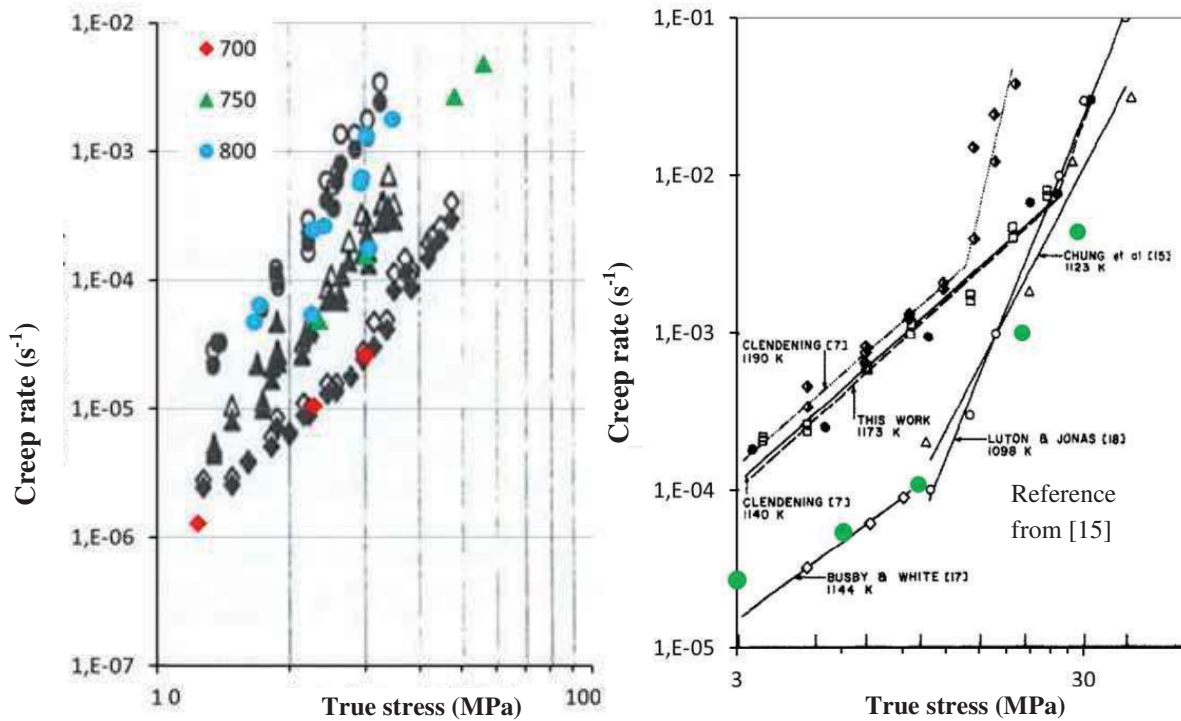 1,E-02
700
750
800
1,E-03
1,E-04
1,E-05
1,E-06
1,E-07
Creep rate (s-1)
1 0
100
True stress (MPa)
1,E-01
1,E-02
1,E-03
1,E-04
1,E-05
Creep rate (s-1)
CHUNG et al [15]
1123 K
CLENDENING [7]
1190 K
THIS WORK
1173 K
LUTON & JONAS [18]
1098 K
CLENDENING [7]
1140 K
Reference
from [15]
BUSBY & WHITE [17]
1144 K
3
30
True stress (MPa)